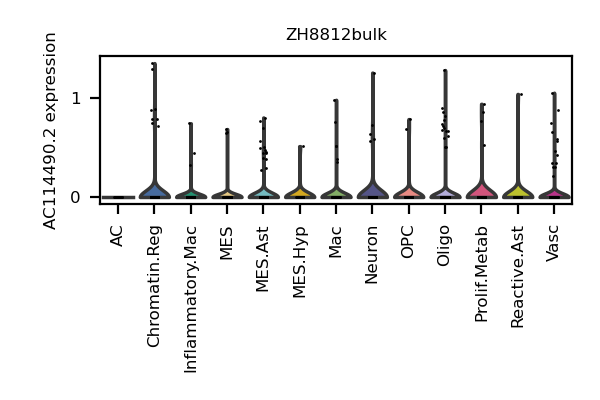 ZH8812bulk
AC114490.2 expression
1
0
AC
Chromatin.Reg
Inflammatory.Mac
MES
MES.Ast
MES.Hyp
Mac
Neuron
OPC
Oligo
Prolif.Metab
Reactive.Ast
Vasc